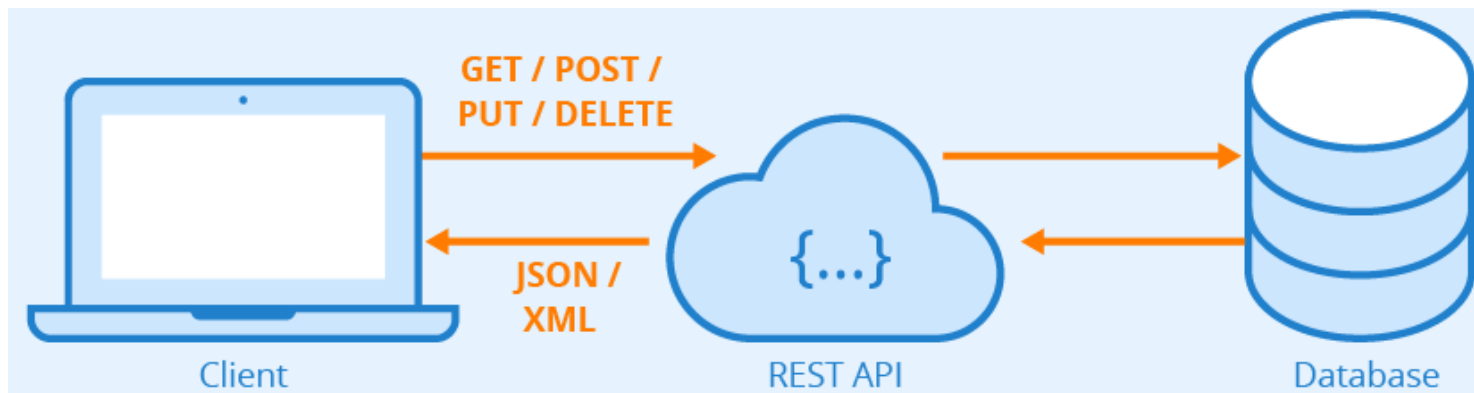 GET / POST /
PUT / DELETE
{...}
JSON /
XML
Client
REST API
Database